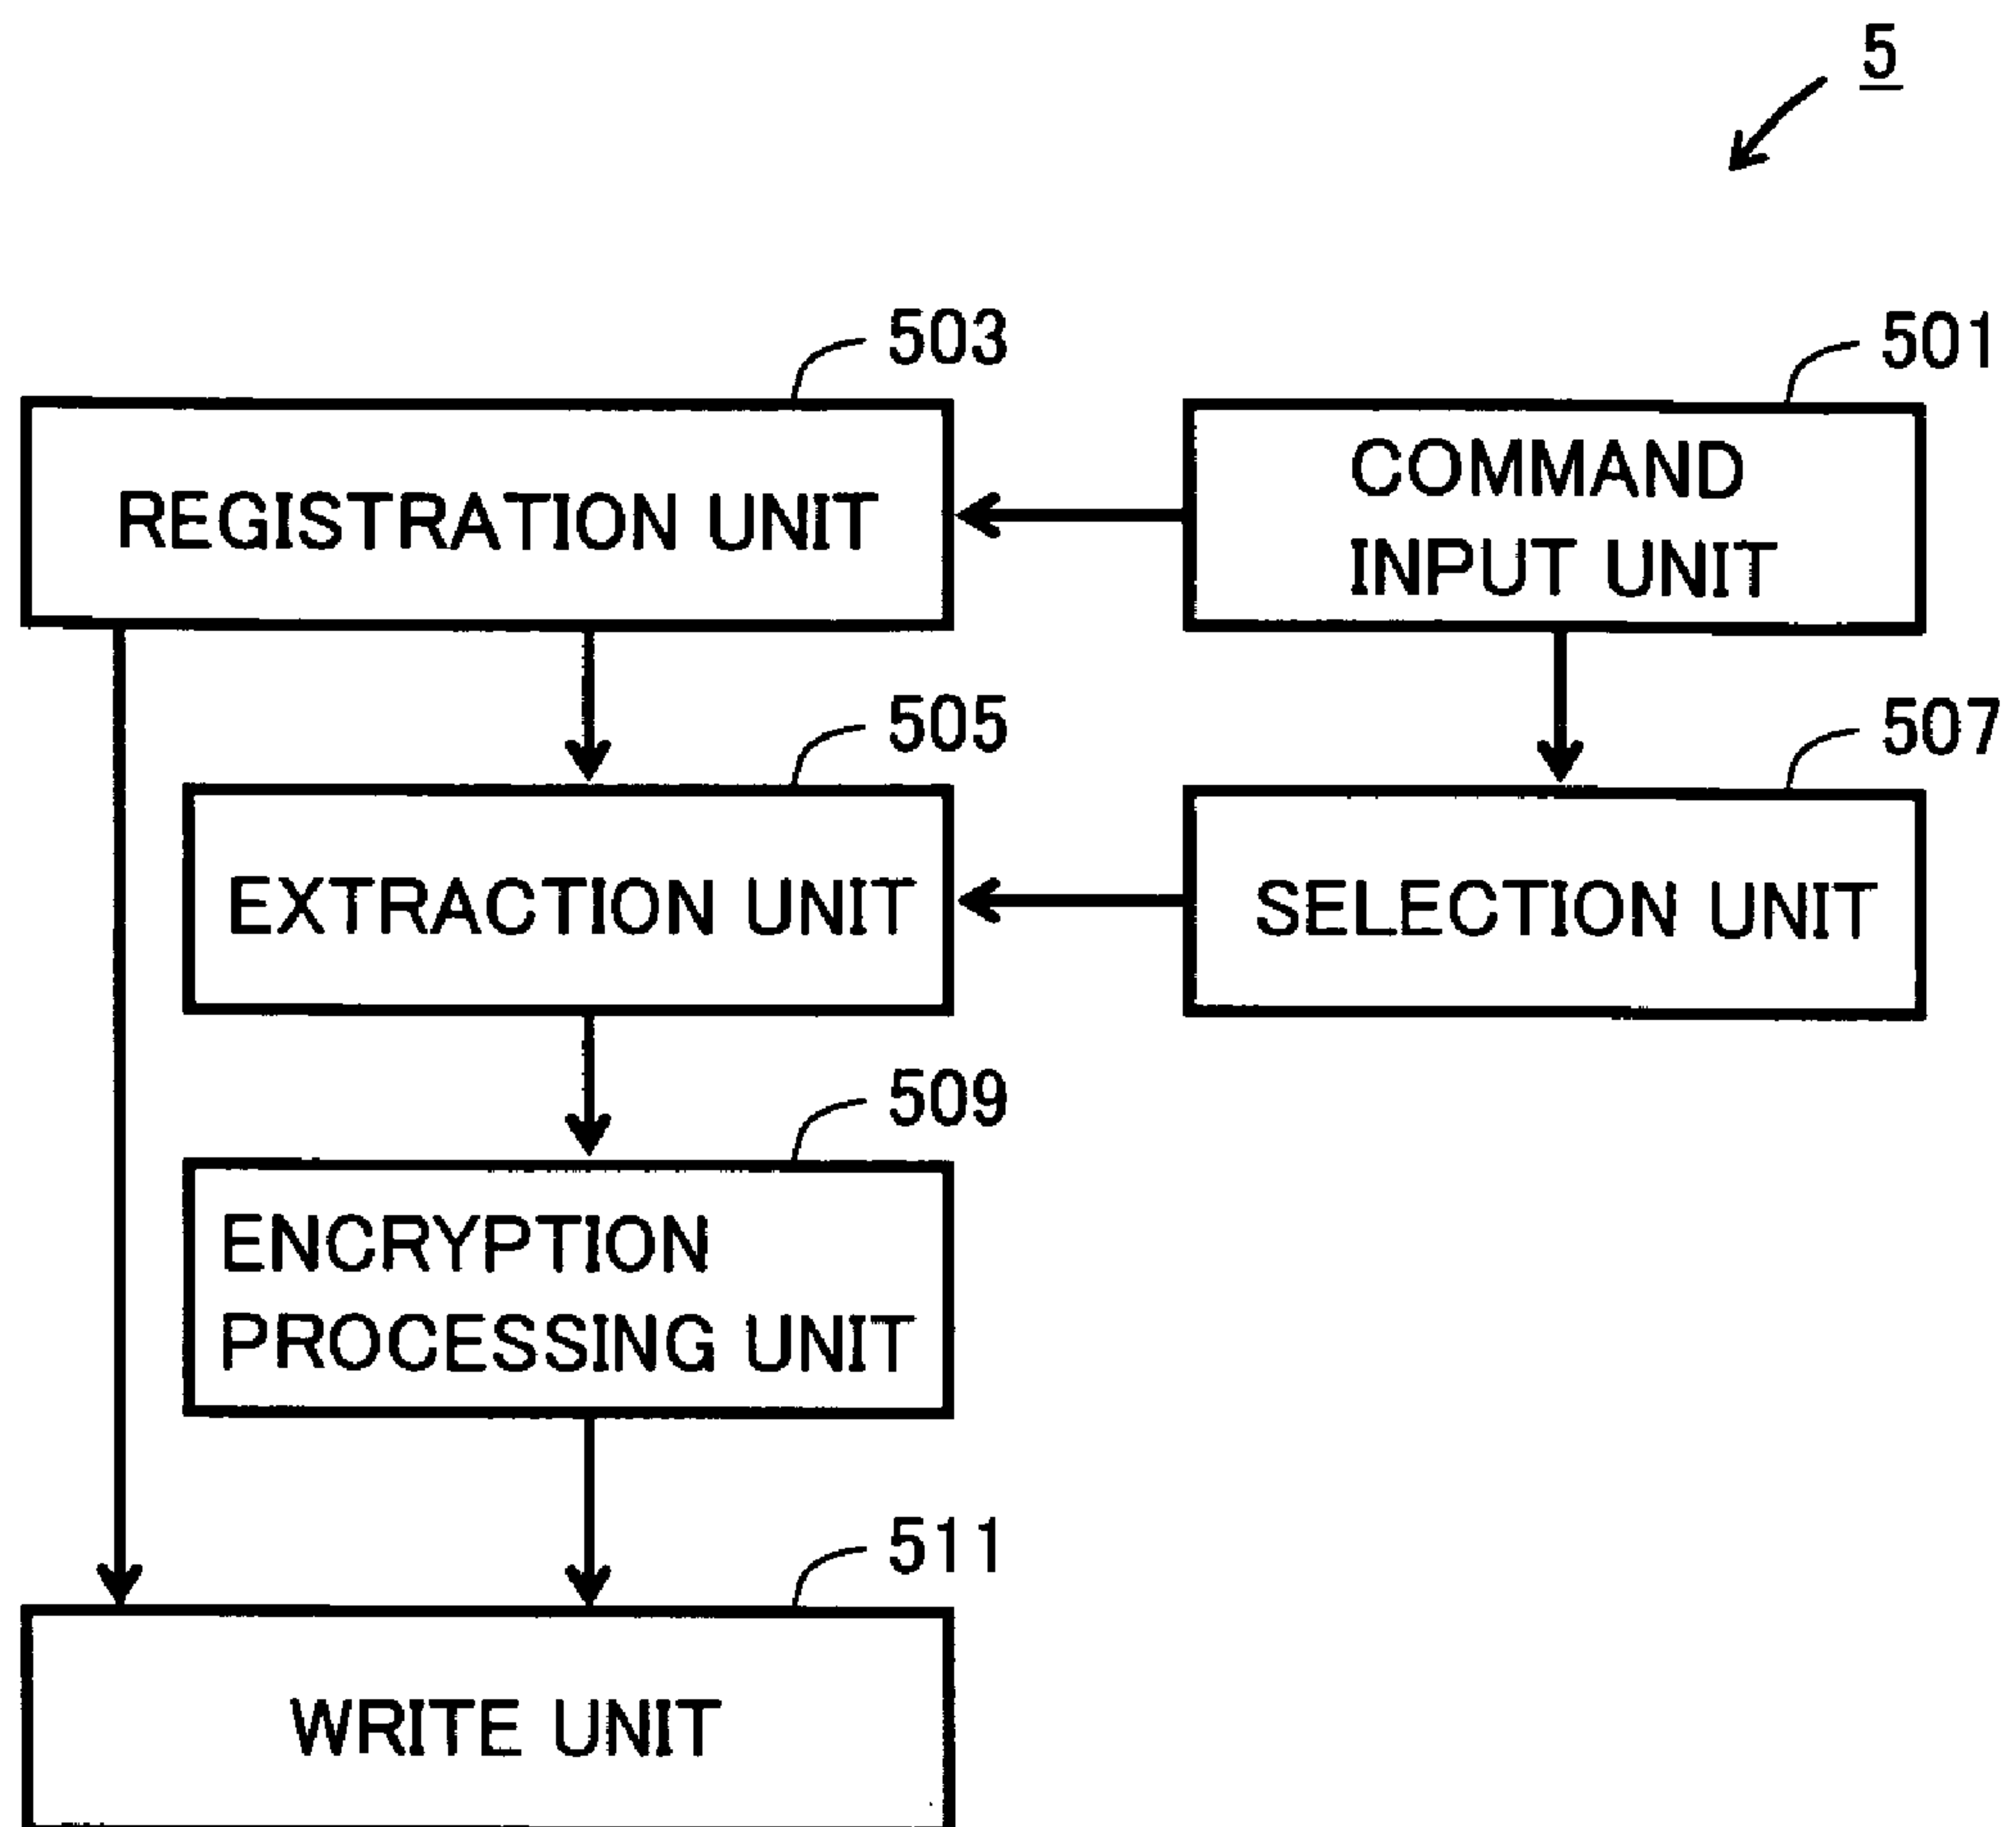 5
503
501
REGISTRATION UNIT
COMMAND
INPUT UNIT
505
507
EXTRACTION UNIT
SELECTION UNIT
509
ENCRYPTION
PROCESSING UNIT
511
WRITE UNIT